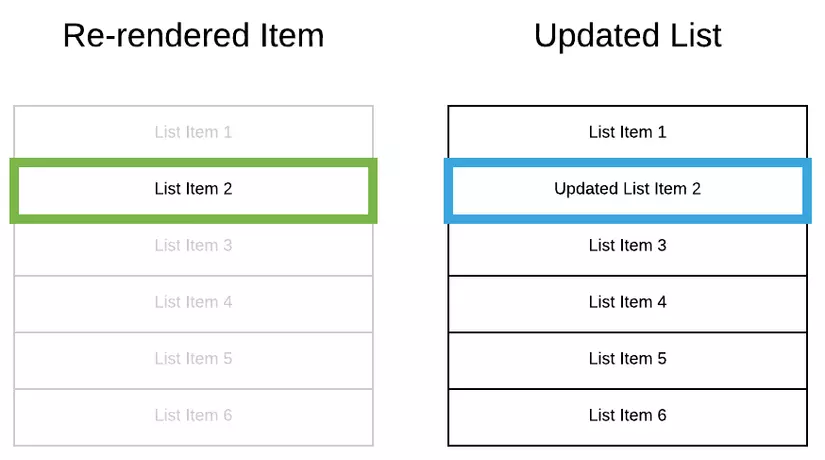 Re-rendered Item
List Item 1
List Item 2
List Item 3
List Item 4
List Item 5
List Item 6
Updated List
List Item 1
Updated List Item 2
List Item 3
List Item 4
List Item 5
List Item 6